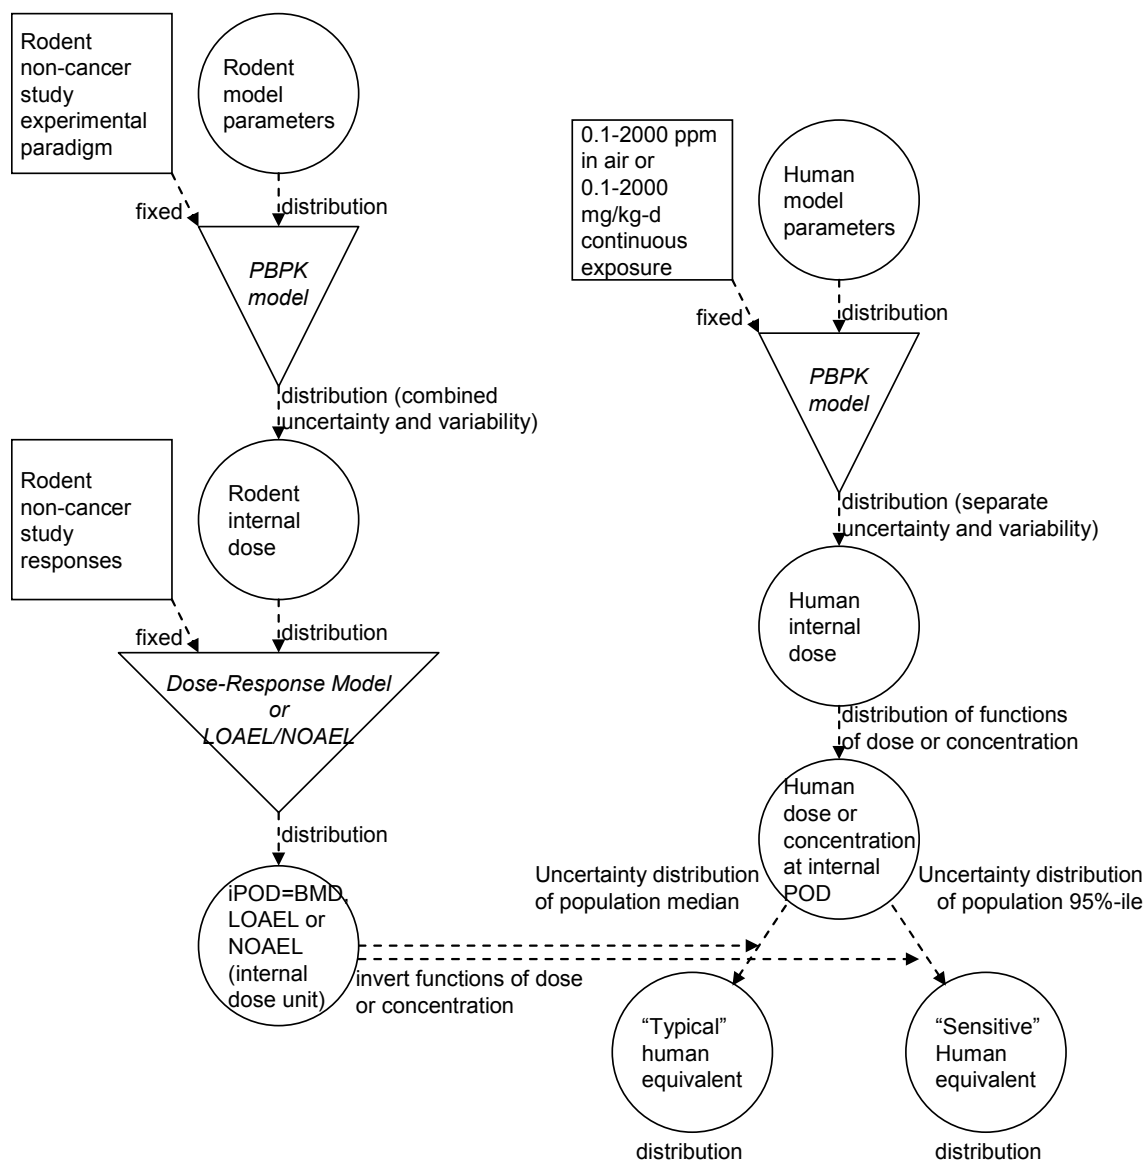 Rodent
non-cancer
study
experimental
paradigm
Rodent
model
parameters
fixed
distribution
PBPK
model
distribution (combined
uncertainty and variability)
Rodent
non-cancer
study
responses
Rodent
internal
dose
fixed
distribution
Dose-Response Model
or
LOAEL/NOAEL
distribution
iPOD=BMD,
LOAEL or
NOAEL
(internal
dose unit)
invert functions of dose
or concentration
0.1-2000 ppm
in air or
0.1-2000
mg/kg-d
continuous
exposure
Human
model
parameters
fixed
distribution
PBPK
model
distribution (separate
uncertainty and variability)
Human
internal
dose
distribution of functions
of dose or concentration
Human
dose or
concentration
at internal
POD
Uncertainty distribution
of population median
Uncertainty distribution
of population 95%-ile
“Typical”
human
equivalent
“Sensitive”
Human
equivalent
distribution
distribution